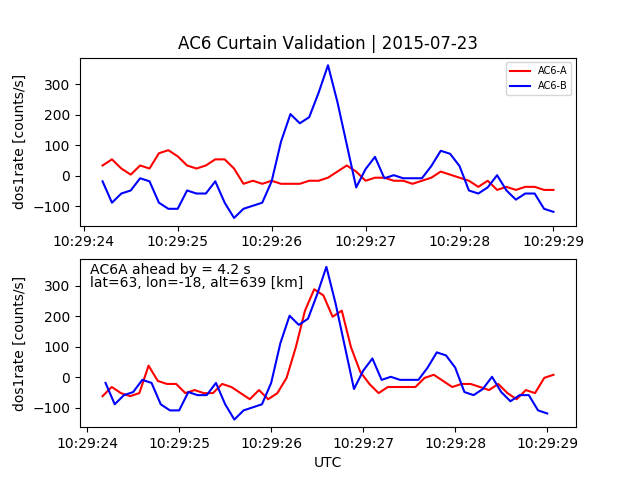 AC6 Curtain Validation | 2015-07-23
dos1rate [counts/s]
300
200
100
0
−100
AC6-A
AC6-B
10:29:24 10:29:25 10:29:26 10:29:27 10:29:28 10:29:29
dos1rate [counts/s]
300
200
100
0
−100
AC6A ahead by = 4.2 s
lat=63, lon=-18, alt=639 [km]
10:29:24 10:29:25 10:29:26 10:29:27 10:29:28 10:29:29
UTC